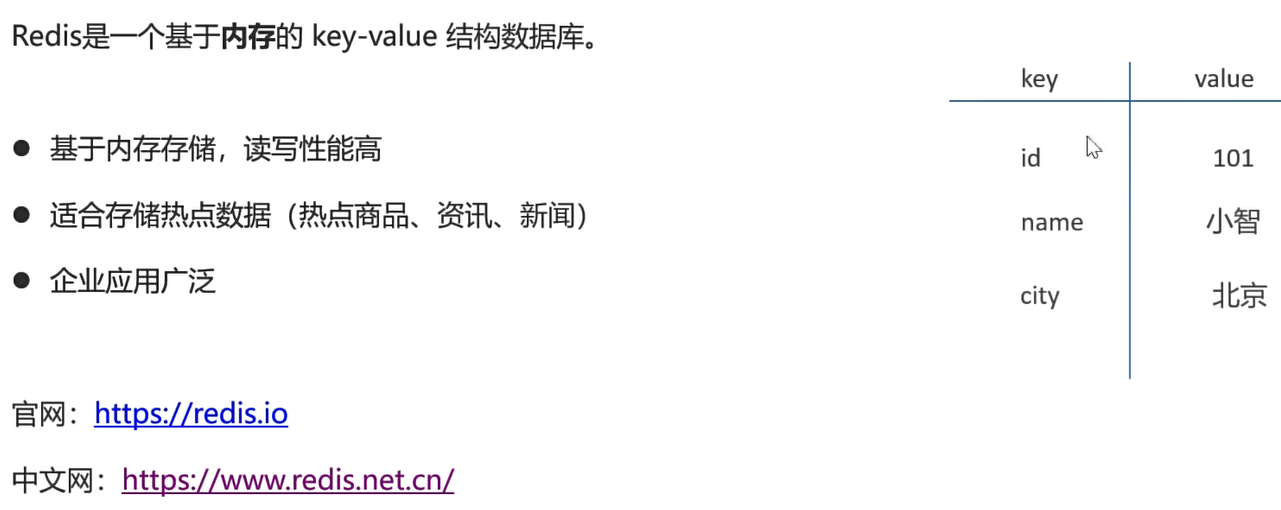 Redis是一个基于内存的 key-value 结构数据库。
key value
● 基于内存存储，读写性能高
id 101
● 适合存储热点数据（热点商品、资讯、新闻）
name 小智
● 企业应用广泛
city 北京
官网：https://redis.io
中文网：https://www.redis.net.cn/